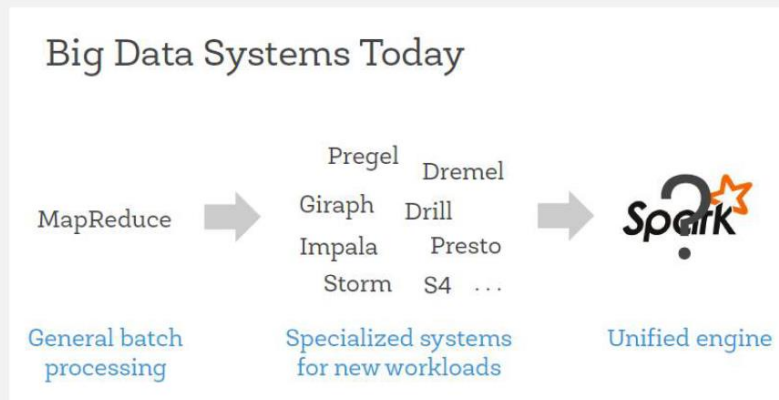 Big Data Systems Today
MapReduce
Pregel
Dremel
Giraph
Drill
Impala
Presto
Storm
S4
...
Spark
?
General batch
processing
Specialized systems
for new workloads
Unified engine